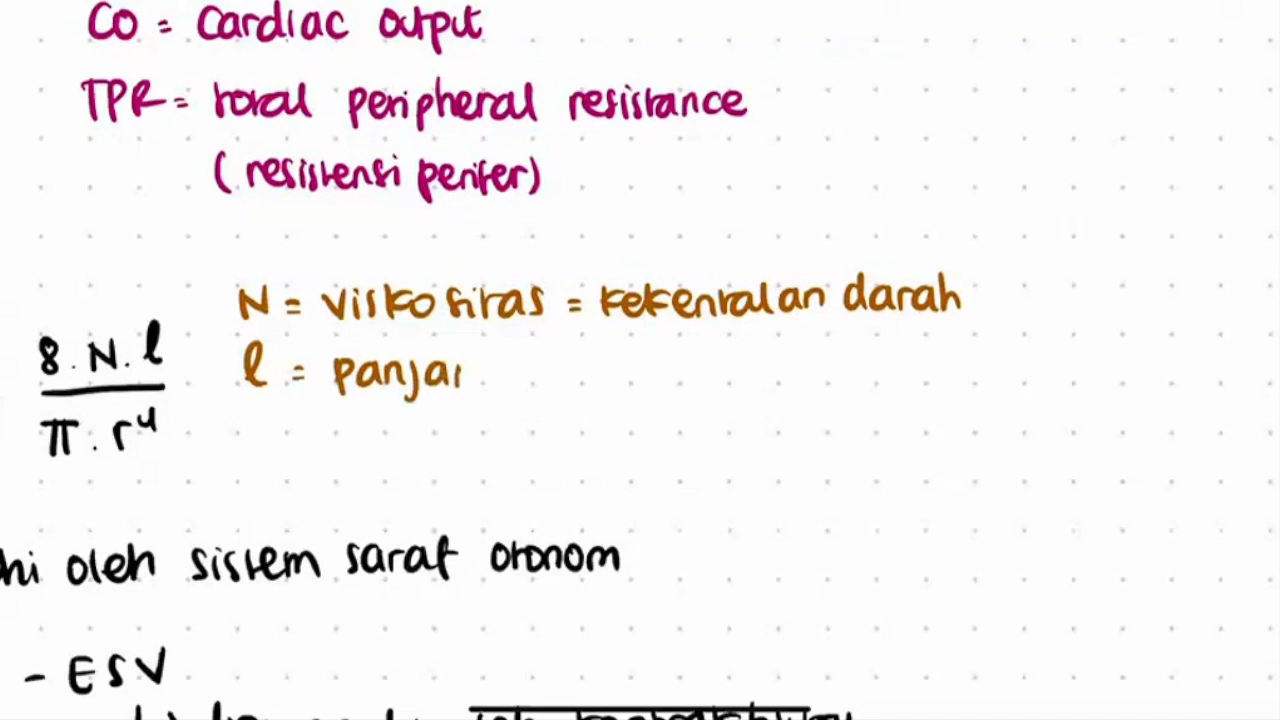 CO = Cardiac output
TPR = total peripheral resistance
(resistensi perifer)
N = viskositas = kekentalan darah
8.N.l
l = panjan
π.r⁴
hi oleh sistem saraf otonom
- ESV